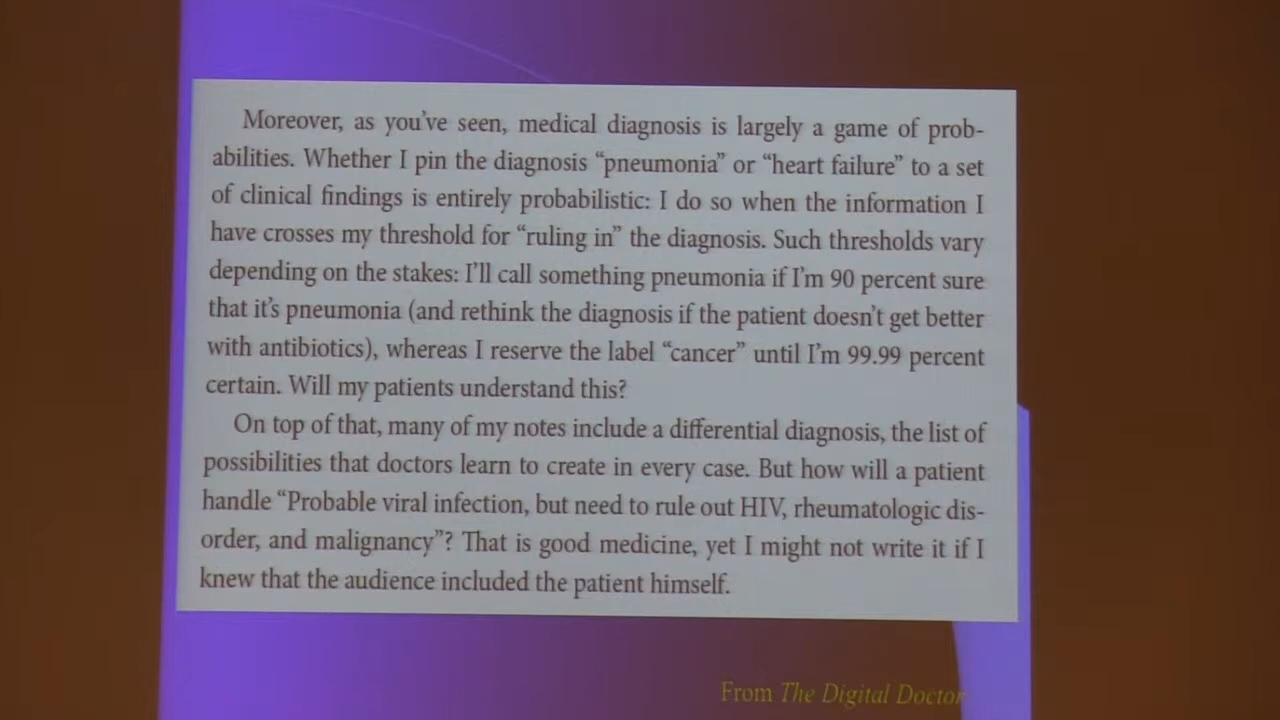 Moreover, as you’ve seen, medical diagnosis is largely a game of prob-
abilities. Whether I pin the diagnosis “pneumonia” or “heart failure” to a set
of clinical findings is entirely probabilistic: I do so when the information I
have crosses my threshold for “ruling in” the diagnosis. Such thresholds vary
depending on the stakes: I’ll call something pneumonia if I’m 90 percent sure
that it’s pneumonia (and rethink the diagnosis if the patient doesn’t get better
with antibiotics), whereas I reserve the label “cancer” until I’m 99.99 percent
certain. Will my patients understand this?
On top of that, many of my notes include a differential diagnosis, the list of
possibilities that doctors learn to create in every case. But how will a patient
handle “Probable viral infection, but need to rule out HIV, rheumatologic dis-
order, and malignancy”? That is good medicine, yet I might not write it if I
knew that the audience included the patient himself.
From The Digital Doctor